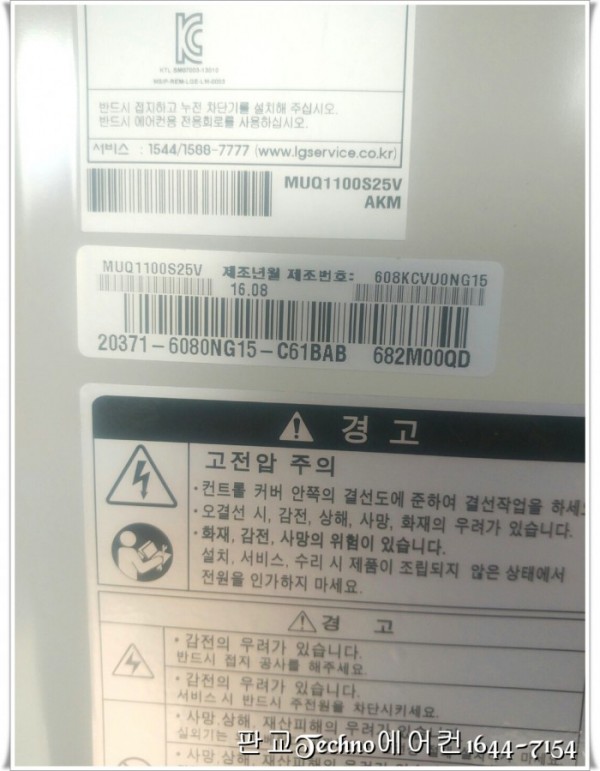 반드시 접지하고 누전 차단기를 설치해 주십시오.
반드시 에어컨용 전용회로를 사용하십시오.
서비스 : 1544/1588-7777 (www.lgservice.co.kr)
MUQ1100S25V
AKM
MUQ1100S25V 제조년월 제조번호: 608KCVU0NG15
16.08
20371-6080NG15-C61BAB 682M00QD
경 고
고전압 주의
·컨트롤 커버 안쪽의 결선도에 준하여 결선작업을 하세
·오결선 시, 감전, 상해, 사망, 화재의 우려가 있습니다.
·화재, 감전, 사망의 위험이 있습니다.
설치, 서비스, 수리 시 제품이 조립되지 않은 상태에서
전원을 인가하지 마세요.
경 고
·감전의 우려가 있습니다.
반드시 접지 공사를 해주세요.
·감전의 우려가 있습니다.
서비스 시 반드시 주전원을 차단시키세요.
·사망,상해, 재산피해의 우려가 있습니다.
실외기는
판교Techno에어컨1644-7154